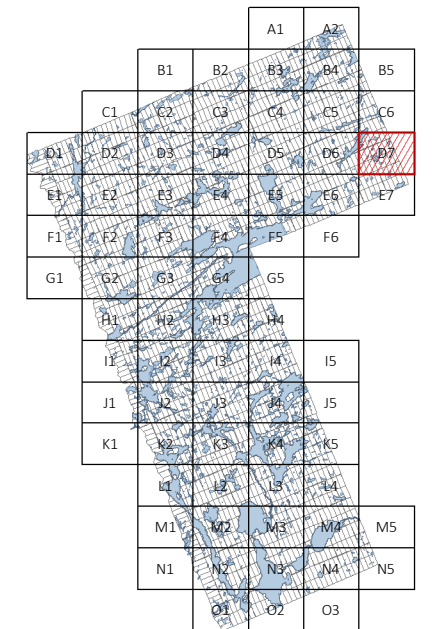 A1 A2
B1 B2 B3 B4 B5
C1 C2 C3 C4 C5 C6
D1 D2 D3 D4 D5 D6 D7
E1 E2 E3 E4 E5 E6 E7
F1 F2 F3 F4 F5 F6
G1 G2 G3 G4 G5
H1 H2 H3 H4
I1 I2 I3 I4 I5
J1 J2 J3 J4 J5
K1 K2 K3 K4 K5
L1 L2 L3 L4
M1 M2 M3 M4 M5
N1 N2 N3 N4 N5
O1 O2 O3